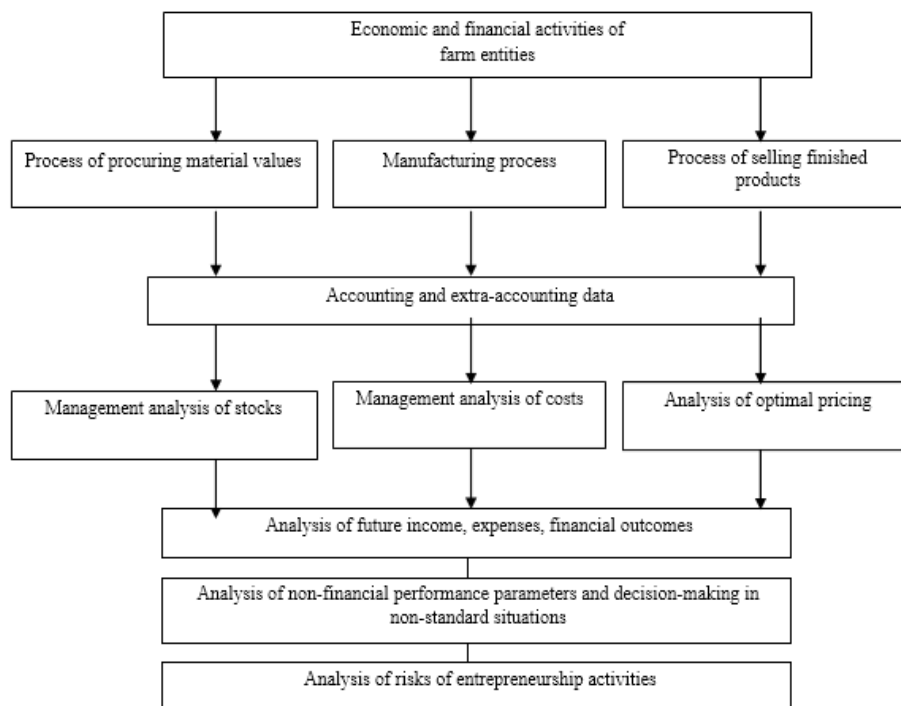 Economic and financial activities of
farm entities
Process of procuring material values
Manufacturing process
Process of selling finished
products
Accounting and extra-accounting data
Management analysis of stocks
Management analysis of costs
Analysis of optimal pricing
Analysis of future income, expenses, financial outcomes
Analysis of non-financial performance parameters and decision-making in
non-standard situations
Analysis of risks of entrepreneurship activities